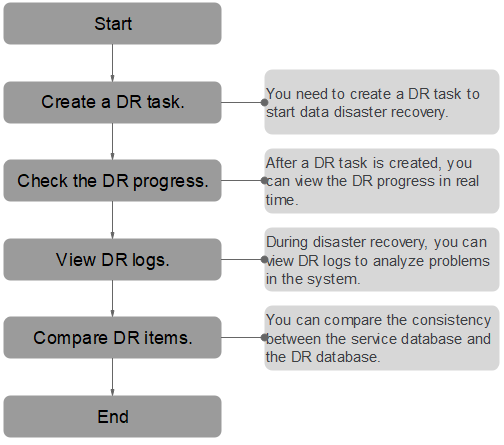 Start
Create a DR task.
You need to create a DR task to
start data disaster recovery.
Check the DR progress.
After a DR task is created, you
can view the DR progress in real
time.
View DR logs.
During disaster recovery, you can
view DR logs to analyze problems
in the system.
Compare DR items.
You can compare the consistency
between the service database and
the DR database.
End